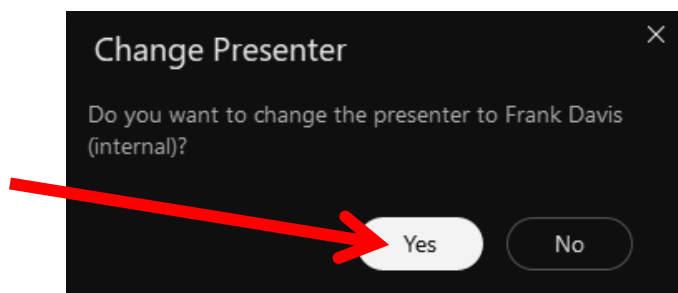 Change Presenter
Do you want to change the presenter to Frank Davis
(internal)?
Yes
No